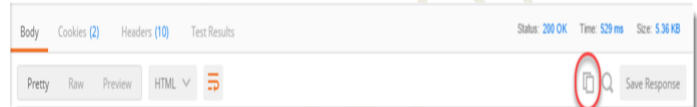 Body Cookies (2) Headers (10) Test Results Status: 200 OK Time: 529 ms Size: 5.36 KB
Pretty Raw Preview HTML Save Response